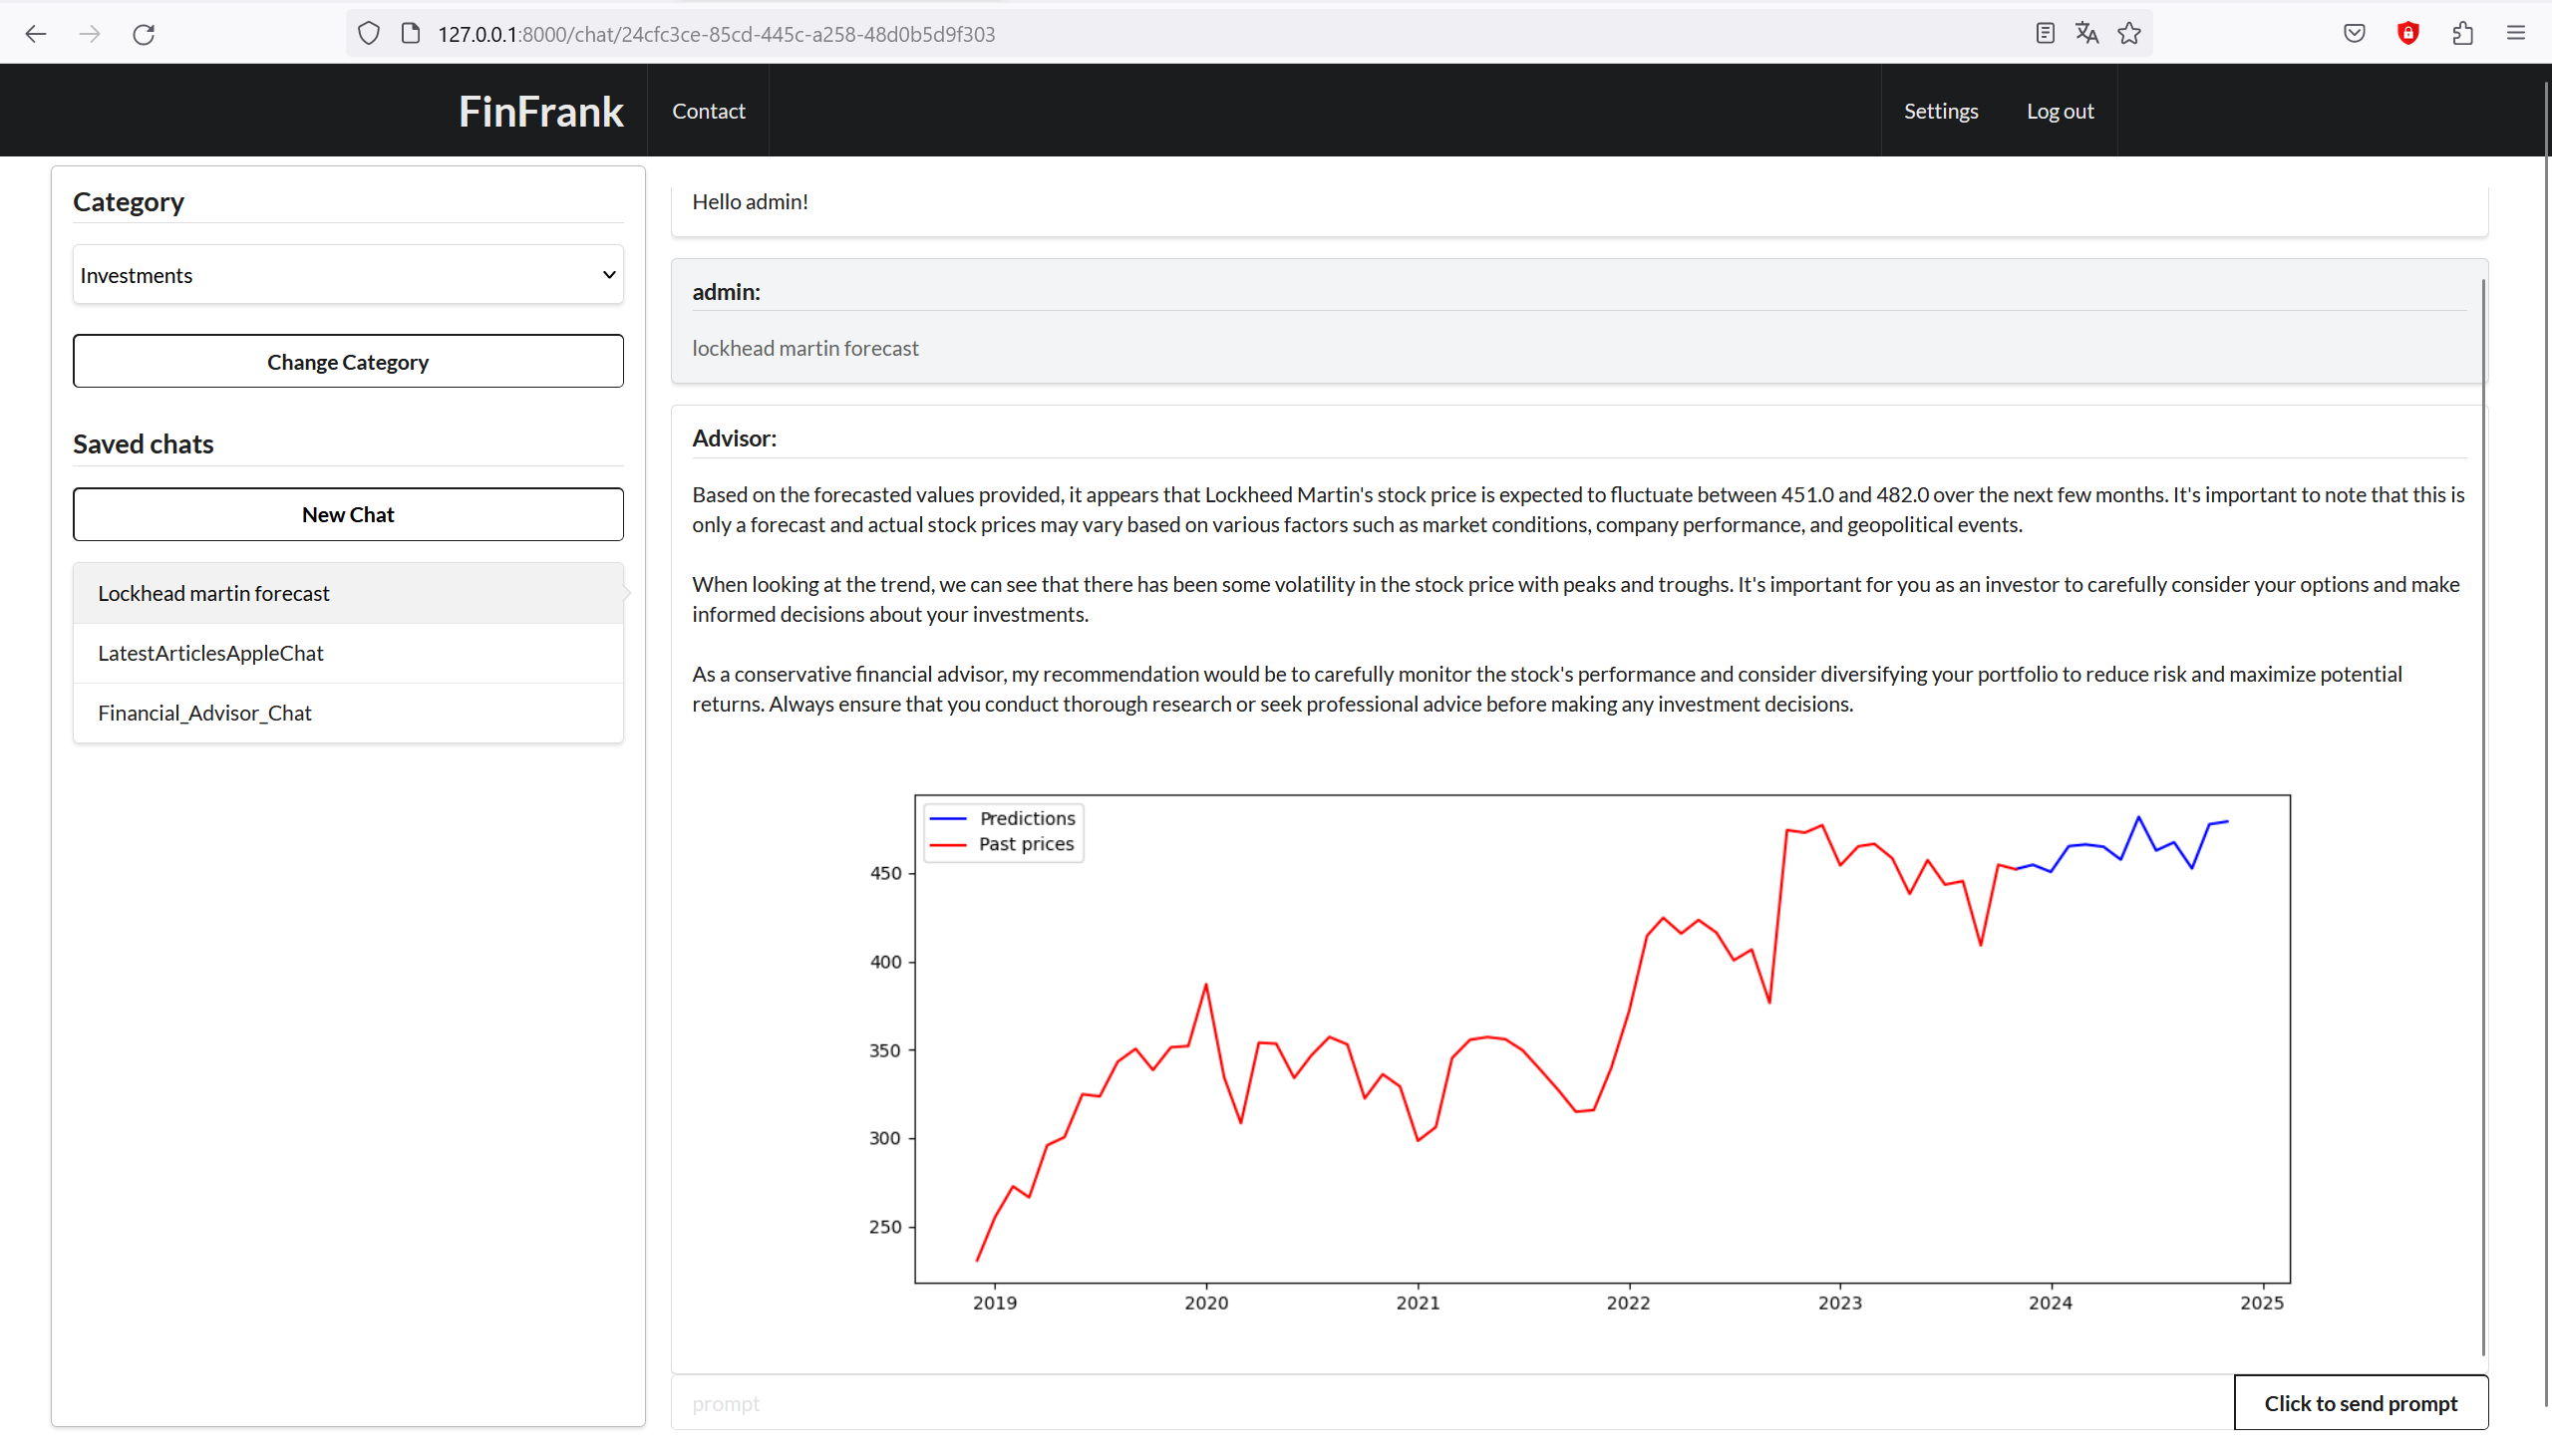 127.0.0.1:8000/chat/24cfc3ce-85cd-445c-a258-48d0b5d9f303
FinFrank
Contact
Settings
Log out
Category
Investments
Change Category
Saved chats
New Chat
Lockhead martin forecast
LatestArticlesAppleChat
Financial_Advisor_Chat
Hello admin!
admin:
lockhead martin forecast
Advisor:
Based on the forecasted values provided, it appears that Lockheed Martin's stock price is expected to fluctuate between 451.0 and 482.0 over the next few months. It's important to note that this is
only a forecast and actual stock prices may vary based on various factors such as market conditions, company performance, and geopolitical events.
When looking at the trend, we can see that there has been some volatility in the stock price with peaks and troughs. It's important for you as an investor to carefully consider your options and make
informed decisions about your investments.
As a conservative financial advisor, my recommendation would be to carefully monitor the stock's performance and consider diversifying your portfolio to reduce risk and maximize potential
returns. Always ensure that you conduct thorough research or seek professional advice before making any investment decisions.
Predictions
Past prices
450
400
350
300
250
2019 2020 2021 2022 2023 2024 2025
prompt
Click to send prompt